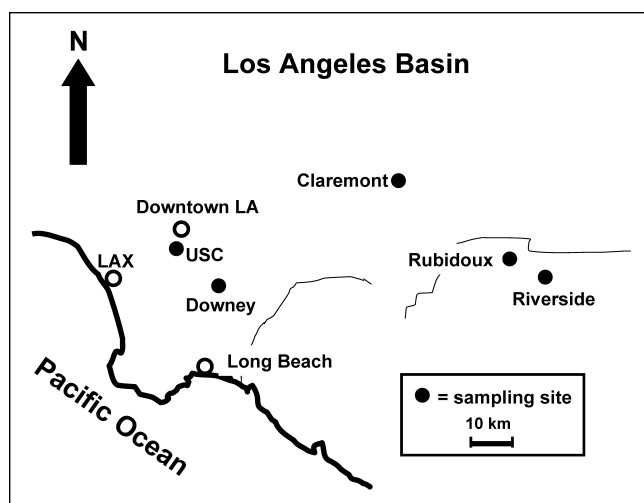 N
Los Angeles Basin
Claremont
Downtown LA
USC
LAX
Rubidoux
Downey
Riverside
Long Beach
Pacific Ocean
= sampling site
10 km